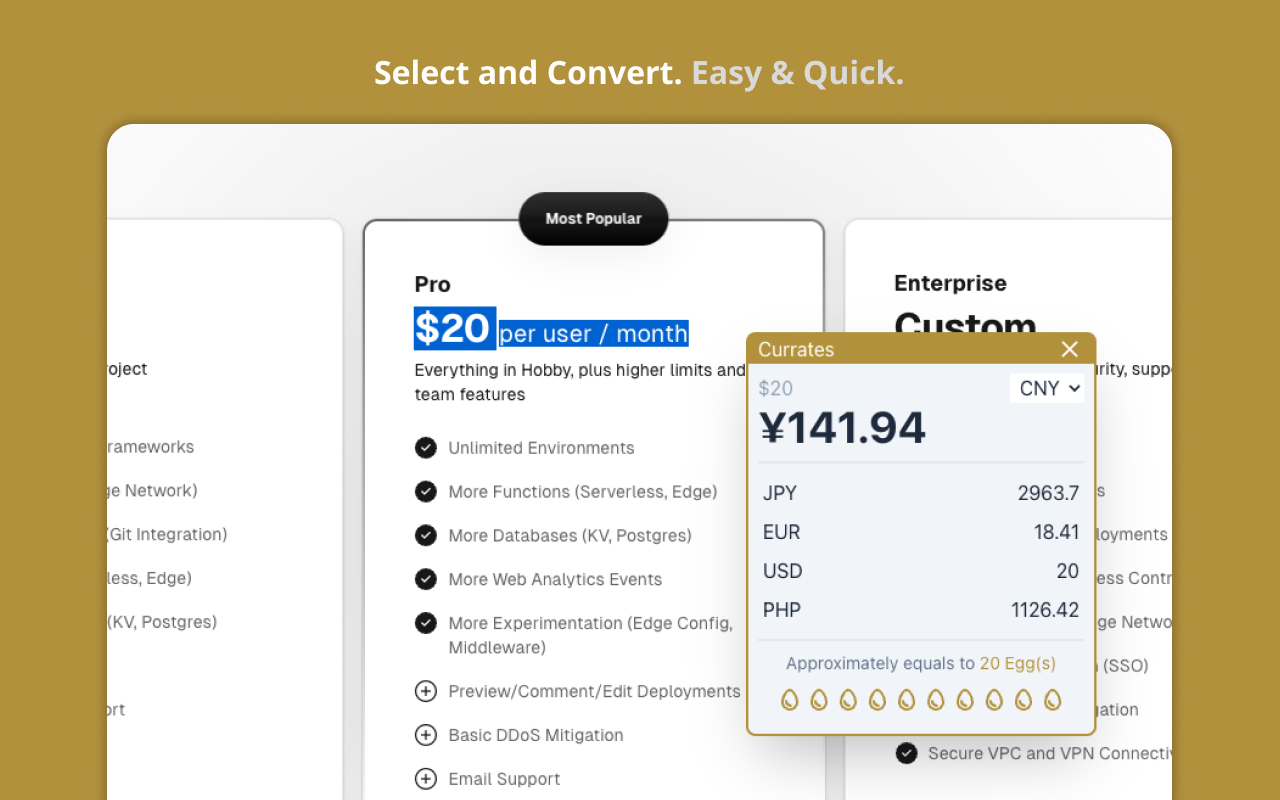 Select and Convert. Easy & Quick.
Most Popular
roject
rameworks
ge Network)
(Git Integration)
less, Edge)
(KV, Postgres)
ort
Pro
$20 per user / month
Everything in Hobby, plus higher limits and
team features
Unlimited Environments
More Functions (Serverless, Edge)
More Databases (KV, Postgres)
More Web Analytics Events
More Experimentation (Edge Config,
Middleware)
Preview/Comment/Edit Deployments
Basic DDoS Mitigation
Email Support
Enterprise
Custom
Currates
$20
CNY
¥141.94
JPY 2963.7
EUR 18.41
USD 20
PHP 1126.42
Approximately equals to 20 Egg(s)
urity, supp
s
loyments
ess Contr
ge Netwo
(SSO)
gation
Secure VPC and VPN Connectiv